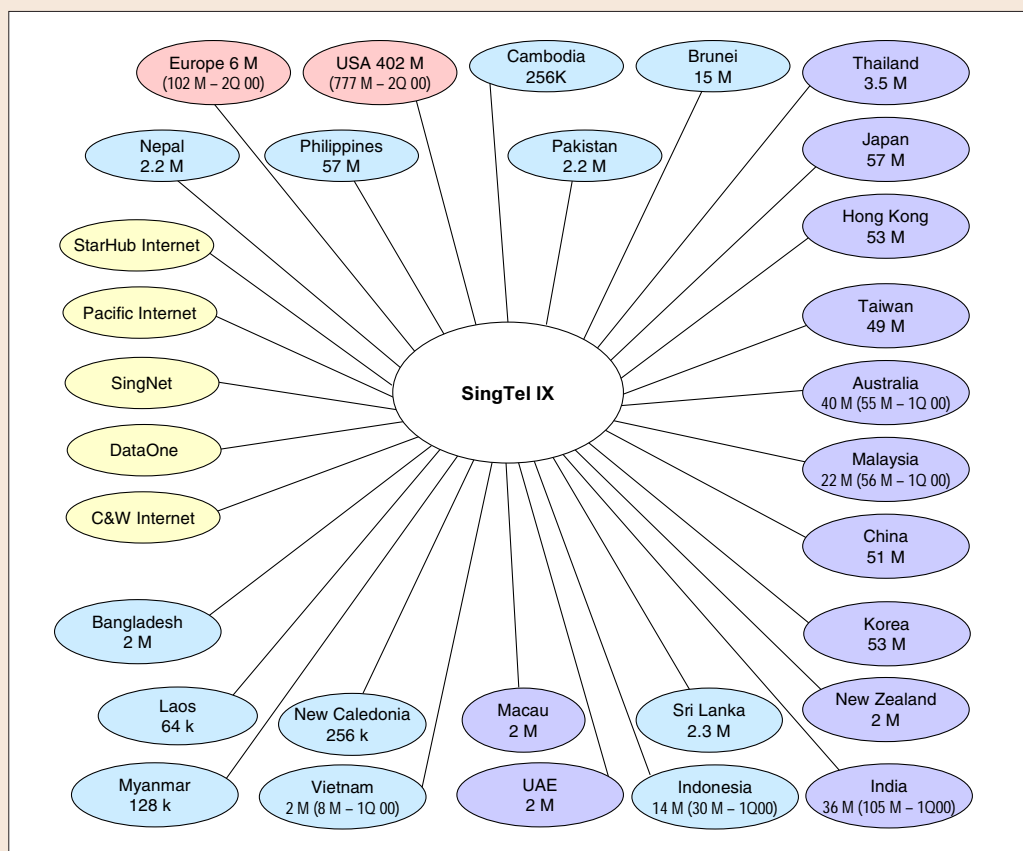 Europe 6 M
(102 M – 2Q 00)
USA 402 M
(777 M – 2Q 00)
Cambodia
256K
Brunei
15 M
Thailand
3.5 M
Nepal
2.2 M
Philippines
57 M
Pakistan
2.2 M
Japan
57 M
Hong Kong
53 M
StarHub Internet
Pacific Internet
SingNet
DataOne
C&W Internet
SingTel IX
Taiwan
49 M
Australia
40 M (55 M – 1Q 00)
Malaysia
22 M (56 M – 1Q 00)
China
51 M
Korea
53 M
Bangladesh
2 M
Laos
64 k
New Caledonia
256 k
Macau
2 M
Sri Lanka
2.3 M
New Zealand
2 M
Myanmar
128 k
Vietnam
2 M (8 M – 1Q 00)
UAE
2 M
Indonesia
14 M (30 M – 1Q00)
India
36 M (105 M – 1Q00)